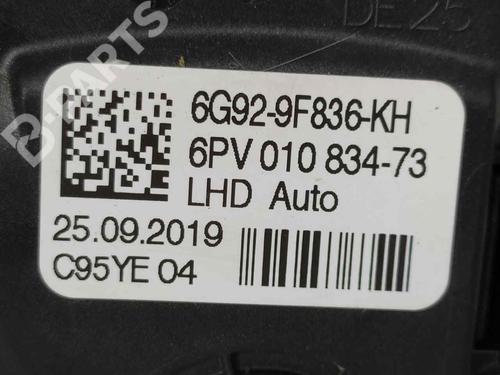 DE25
B-PARTS
6G92-9F836-KH
6PV 010 834-73
LHD Auto
25.09.2019
C95YE 04